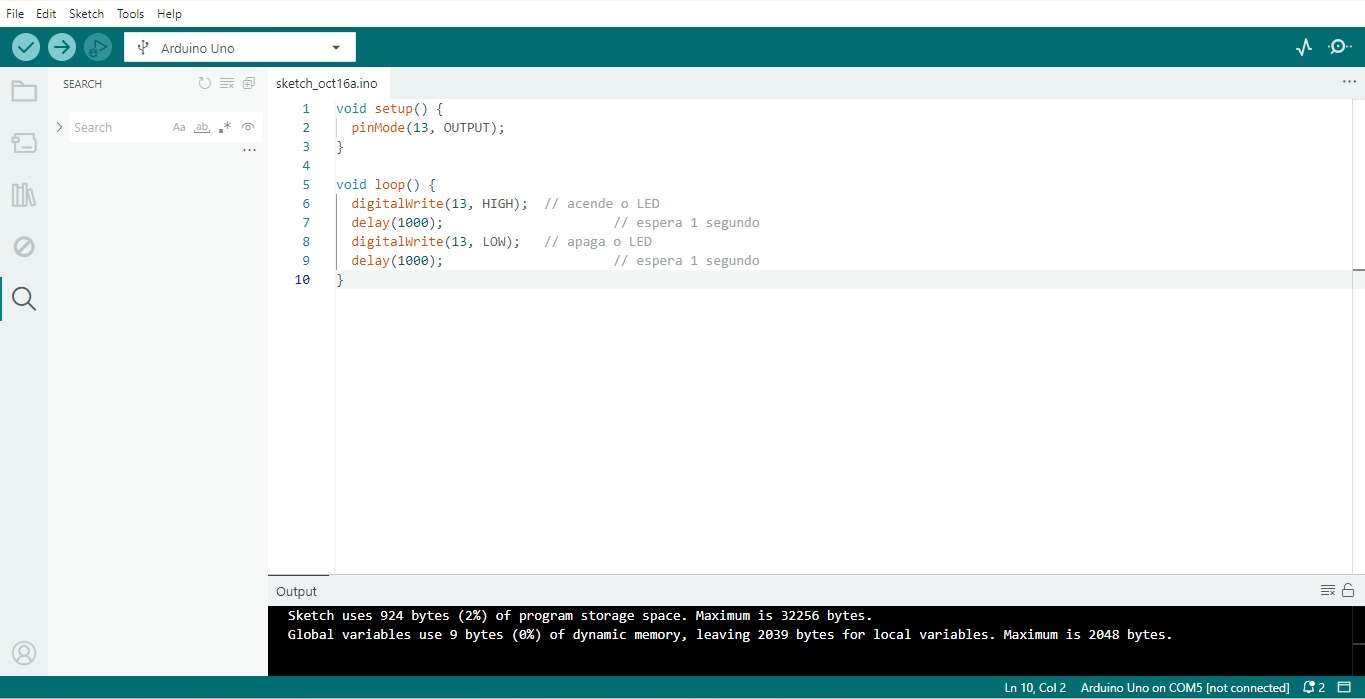 File Edit Sketch Tools Help
Arduino Uno
SEARCH
sketch_oct16a.ino
Search Aa ab, .*
1 void setup() {
2 pinMode(13, OUTPUT);
3 }
4
5 void loop() {
6 digitalWrite(13, HIGH); // acende o LED
7 delay(1000); // espera 1 segundo
8 digitalWrite(13, LOW); // apaga o LED
9 delay(1000); // espera 1 segundo
10 }
Output
Sketch uses 924 bytes (2%) of program storage space. Maximum is 32256 bytes.
Global variables use 9 bytes (0%) of dynamic memory, leaving 2039 bytes for local variables. Maximum is 2048 bytes.
Ln 10, Col 2 Arduino Uno on COM5 [not connected] 2